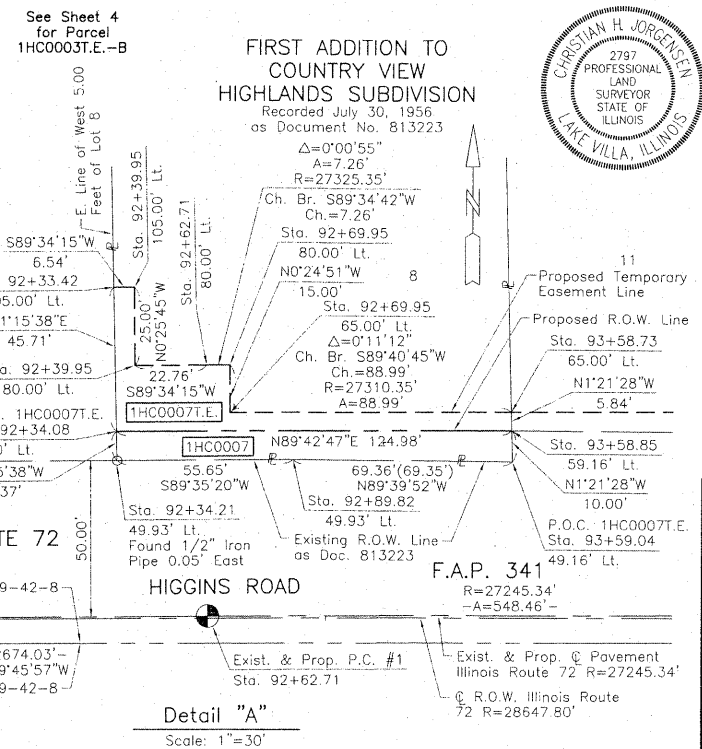 See Sheet 4
for Parcel
1HC0003T.E.-B
FIRST ADDITION TO
COUNTRY VIEW
HIGHLANDS SUBDIVISION
Recorded July 30, 1956
as Document No. 813223
CHRISTIAN H. JORGENSEN
2797
PROFESSIONAL
LAND
SURVEYOR
STATE OF
ILLINOIS
LAKE VILLA, ILLINOIS
E. Line of West 5.00
Feet of Lot 8
Sta. 92+39.95
105.00' Lt.
Sta. 92+62.71
80.00' Lt.
Δ=0°00'55"
A=7.26'
R=27325.35'
Ch. Br. S89°34'42"W
Ch.=7.26'
Sta. 92+69.95
80.00' Lt.
N0°24'51"W
15.00'
Sta. 92+69.95
65.00' Lt.
Δ=0°11'12"
Ch. Br. S89°40'45"W
Ch.=88.99'
R=27310.35'
A=88.99'
N
8
11
Proposed Temporary
Easement Line
Proposed R.O.W. Line
Sta. 93+58.73
65.00' Lt.
N1°21'28"W
5.84'
S89°34'15"W
6.54'
92+33.42
05.00' Lt.
1°15'38"E
45.71'
25.00'
N0°25'45"W
a. 92+39.95
80.00' Lt.
22.76'
S89°34'15"W
1HC0007T.E.
. 1HC0007T.E.
92+34.08
0' Lt.
1HC0007
N89°42'47"E 124.98'
5'38"W
37'
55.65'
S89°35'20"W
69.36'(69.35')
N89°39'52"W
Sta. 93+58.85
59.16' Lt.
N1°21'28"W
10.00'
Sta. 92+34.21
49.93' Lt.
Found 1/2" Iron
Pipe 0.05' East
Sta. 92+89.82
49.93' Lt.
Existing R.O.W. Line
as Doc. 813223
P.O.C. 1HC0007T.E.
Sta. 93+59.04
49.16' Lt.
50.00'
TE 72
HIGGINS ROAD
F.A.P. 341
R=27245.34'
-A=548.46'-
9-42-8
2674.03'-
9°45'57"W
9-42-8
Exist. & Prop. P.C. #1
Sta. 92+62.71
Exist. & Prop. ℄ Pavement
Illinois Route 72 R=27245.34'
℄ R.O.W. Illinois Route
72 R=28647.80'
Detail "A"
Scale: 1"=30'